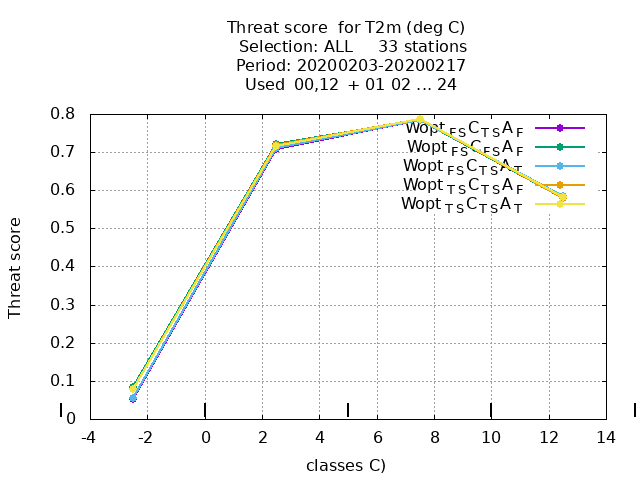 Threat score for T2m (deg C)
Selection: ALL 33 stations
Period: 20200203-20200217
Used 00,12 + 01 02 ... 24
Threat score
0.8
0.7
0.6
0.5
0.4
0.3
0.2
0.1
0
Wopt FS C TS A F
Wopt FS C FS A F
Wopt FS C TS A T
Wopt TS C TS A F
Wopt TS C TS A T
-4 -2 0 2 4 6 8 10 12 14
classes C)